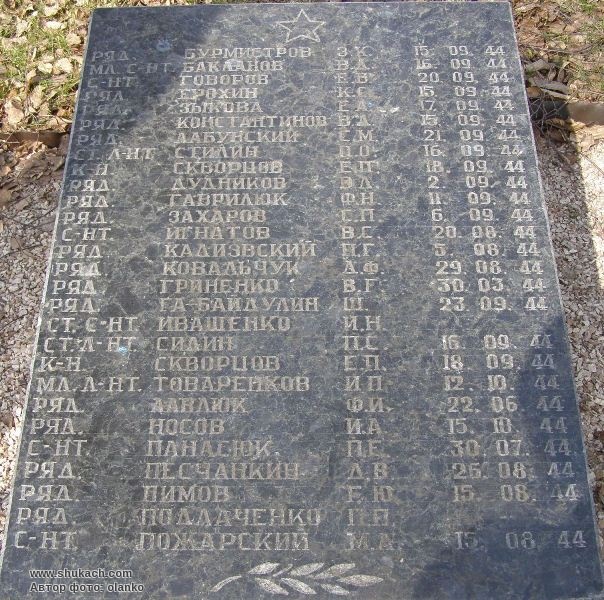 РЯД. БУРМИСТРОВ З.К. 15. 09. 44
МЛ. С-НТ БАКЛАНОВ В.Д. 16. 09. 44
С-НТ ГОВОРОВ Е.В. 20. 09. 44
РЯД. ЕРОХИН К.С. 15. 09. 44
РЯД. ЗЫКОВА Е.А. 17. 09. 44
РЯД. КОНСТАНТИНОВ В.Д. 15. 09. 44
РЯД. ЛАБУНСКИЙ С.М. 21. 09. 44
СТ. Л-НТ СТИЛИН П.О. 16. 09. 44
К-Н СКВОРЦОВ Е.П. 18. 09. 44
РЯД. ДУДНИКОВ В.Л. 2. 09. 44
РЯД. ГАВРИЛЮК Ф.Н. 11. 09. 44
РЯД. ЗАХАРОВ С.П. 6. 09. 44
С-НТ. ИГНАТОВ В.С. 20. 08. 44
РЯД. КАДИЗВСКИЙ П.Г. 5. 08. 44
РЯД. КОВАЛЬЧУК Д.Ф. 29. 08. 44
РЯД. ГРИНЕНКО В.Г. 30. 03. 44
РЯД. ГА-БАЙДУЛИН Ш. 23. 09. 44
СТ. С-НТ. ИВАЩЕНКО И.Н.
СТ. Л-НТ. СИЛИН П.С. 16. 09. 44
К-Н. СКВОРЦОВ Е.П. 18. 09. 44
МЛ. Л-НТ. ТОВАРЕНКОВ И.П. 12. 10. 44
РЯД. ПАВЛЮК Ф.И. 22. 06. 44
РЯД. НОСОВ И.А. 15. 10. 44
С-НТ. ПАНАСЮК П.Е. 30. 07. 44
РЯД. ПЕСЧАНКИН Д.В. 26. 08. 44
РЯД. ПИМОВ Е.Ю. 15. 08. 44
РЯД. ПОДЛАЧЕНКО П.П.
С-НТ. ПОЖАРСКИЙ М.А. 15. 08. 44
www.shukach.com
Автор фото: olanko